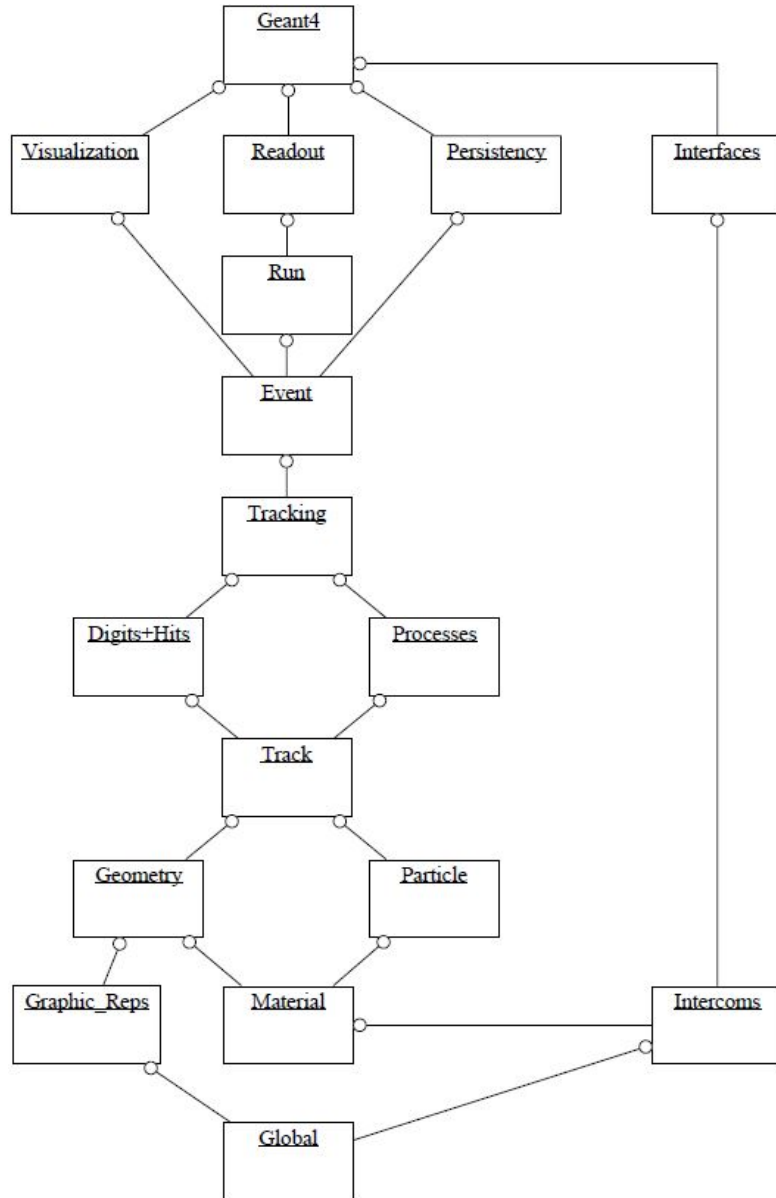 Geant4
Visualization
Readout
Persistency
Interfaces
Run
Event
Tracking
Digits+Hits
Processes
Track
Geometry
Particle
Graphic_Reps
Material
Intercoms
Global